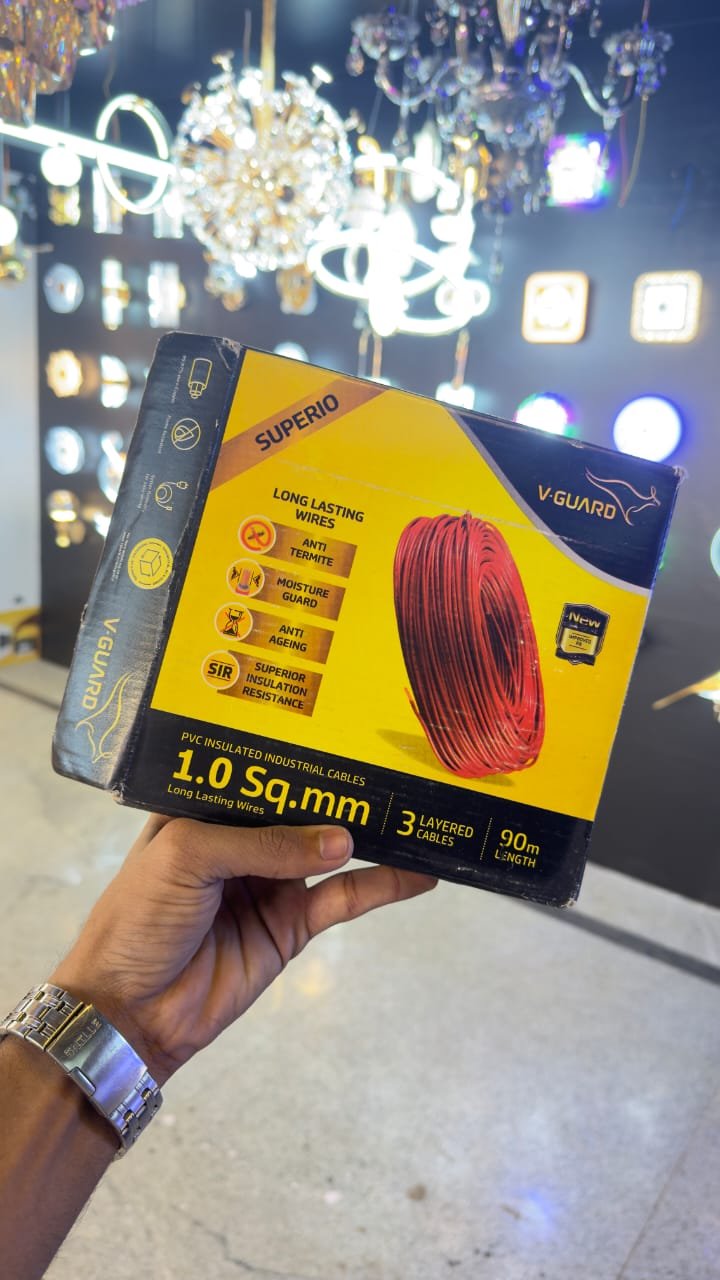 SUPERIO
V-GUARD
LONG LASTING
WIRES
ANTI
TERMITE
MOISTURE
GUARD
ANTI
AGEING
SIR
SUPERIOR
INSULATION
RESISTANCE
New
IMPROVED
PVC INSULATED INDUSTRIAL CABLES
1.0 Sq.mm
Long Lasting Wires
3 LAYERED
CABLES
90m
LENGTH
V-GUARD